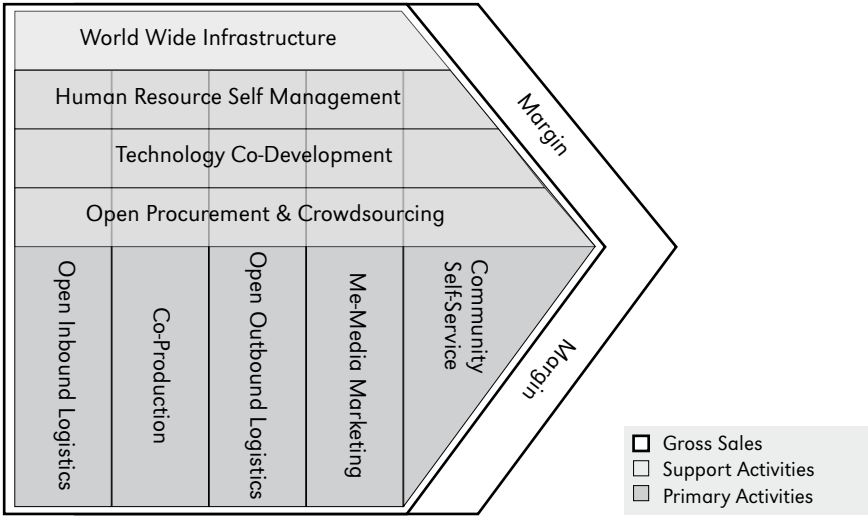 World Wide Infrastructure
Human Resource Self Management
Technology Co-Development
Open Procurement & Crowdsourcing
Open Inbound Logistics
Co-Production
Open Outbound Logistics
Me-Media Marketing
Community
Self-Service
Margin
Margin
Gross Sales
Support Activities
Primary Activities